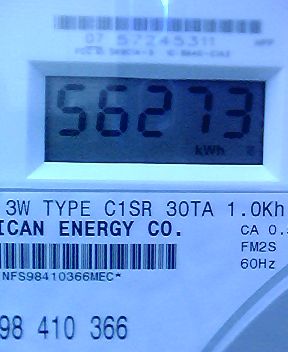 07 57245311
56273
kWh
3W TYPE C1SR 30TA 1.0Kh
ICAN ENERGY CO.
CA 0.
FM2S
60Hz
NFS98410366MEC*
98 410 366